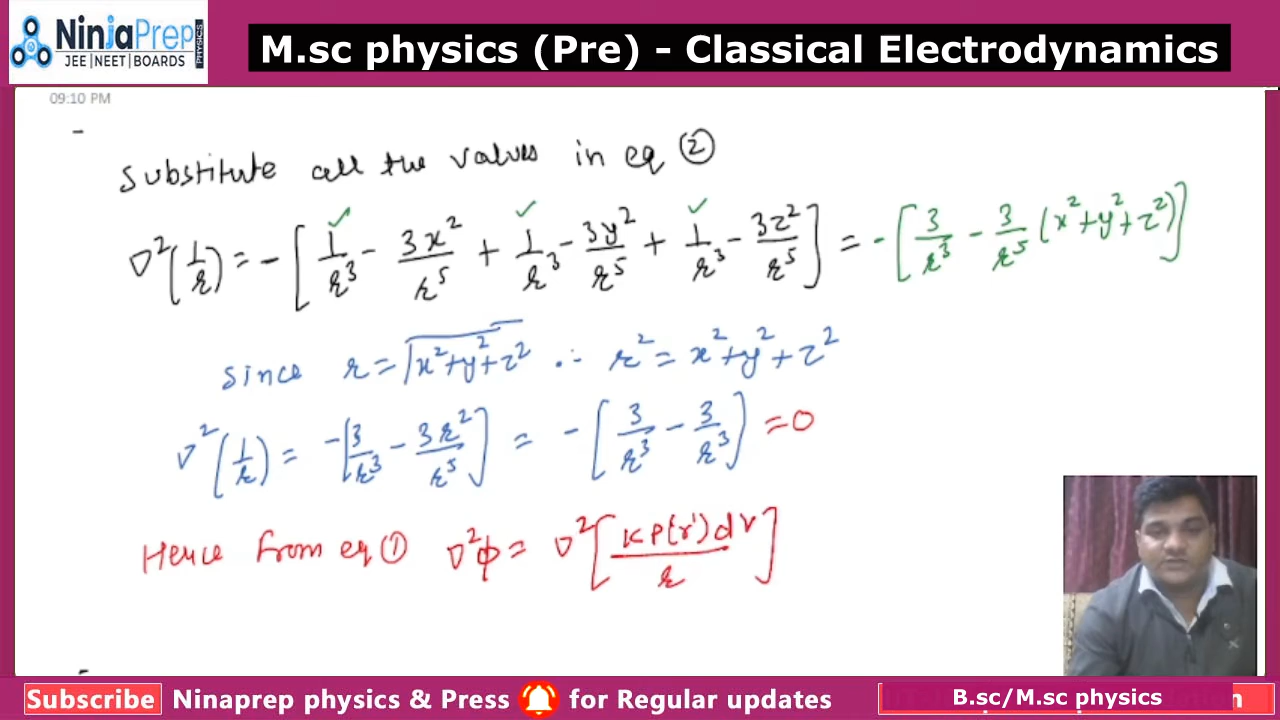 NinjaPrep
PHYSICS
JEE |NEET |BOARDS
M.sc physics (Pre) - Classical Electrodynamics
09:10 PM
Substitute all the values in eq ②
∇²(1/r) = -[1/r³ - 3x²/r⁵ + 1/r³ - 3y²/r⁵ + 1/r³ - 3z²/r⁵] = -[3/r³ - 3/r⁵ (x²+y²+z²)]
since r = √x²+y²+z² ∴ r² = x²+y²+z²
∇²(1/r) = -[3/r³ - 3r²/r⁵] = -[3/r³ - 3/r³] = 0
Hence from eq ① ∇²φ = ∇²[kρ(r')dV/r]
Subscribe Ninaprep physics & Press for Regular updates
B.sc/M.sc physics